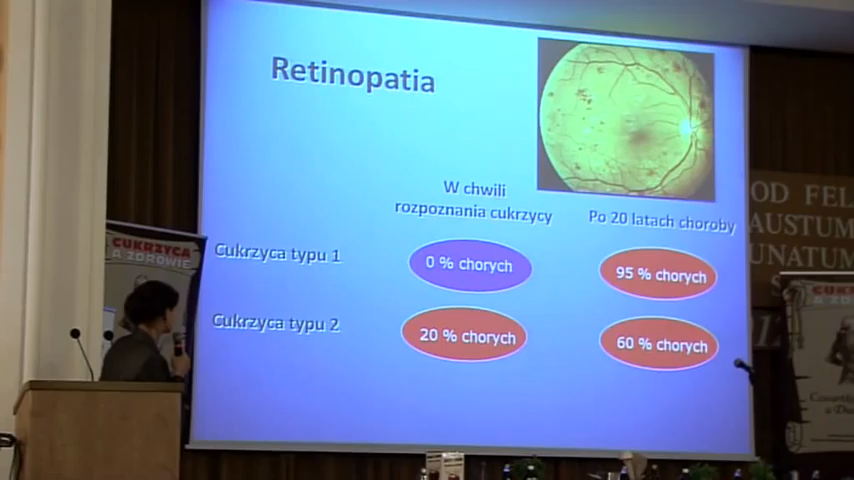 Retinopatia
W chwili
rozpoznania cukrzycy
Po 20 latach choroby
Cukrzyca typu 1
0 % chorych
95 % chorych
Cukrzyca typu 2
20 % chorych
60 % chorych
CUKRZYCA
A ZDROWIE
OD FEL
AUSTUM
UNATUM